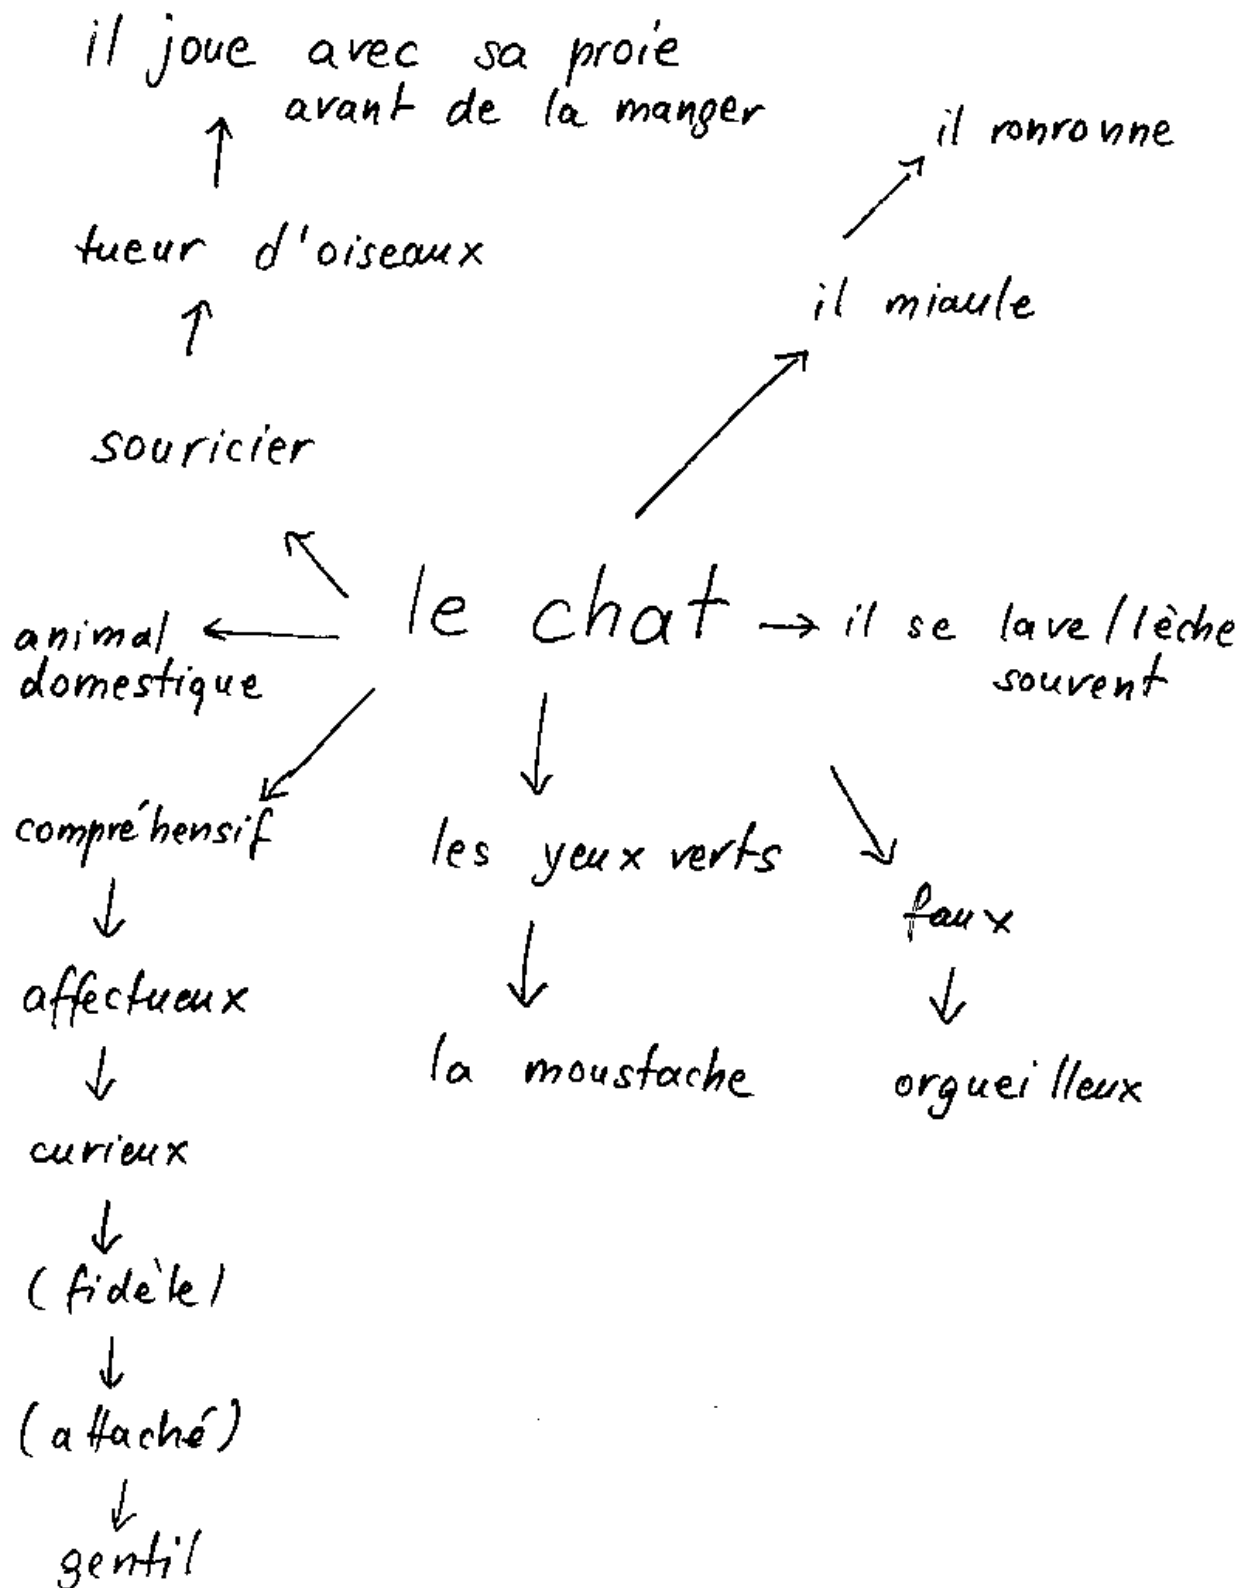 il joue avec sa proie
avant de la manger
il ronronne
tueur d'oiseaux
il miaule
souricier
le chat
il se lave/lèche
souvent
animal
domestique
compréhensif
les yeux verts
faux
affectueux
la moustache
orgueilleux
curieux
(fidèle)
(attaché)
gentil